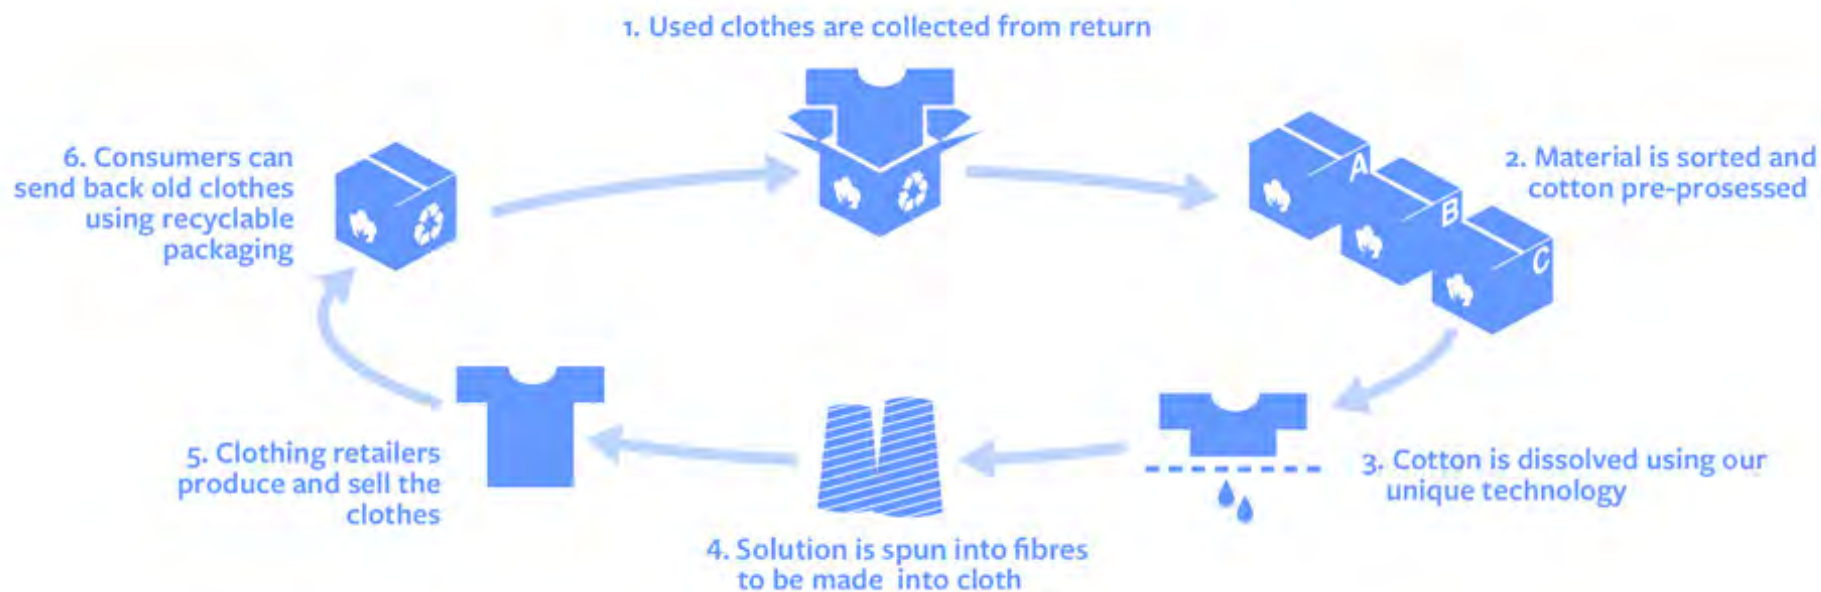 1. Used clothes are collected from return
6. Consumers can
send back old clothes
using recyclable
packaging
A
B
C
2. Material is sorted and
cotton pre-prosessed
5. Clothing retailers
produce and sell the
clothes
3. Cotton is dissolved using our
unique technology
4. Solution is spun into fibres
to be made into cloth